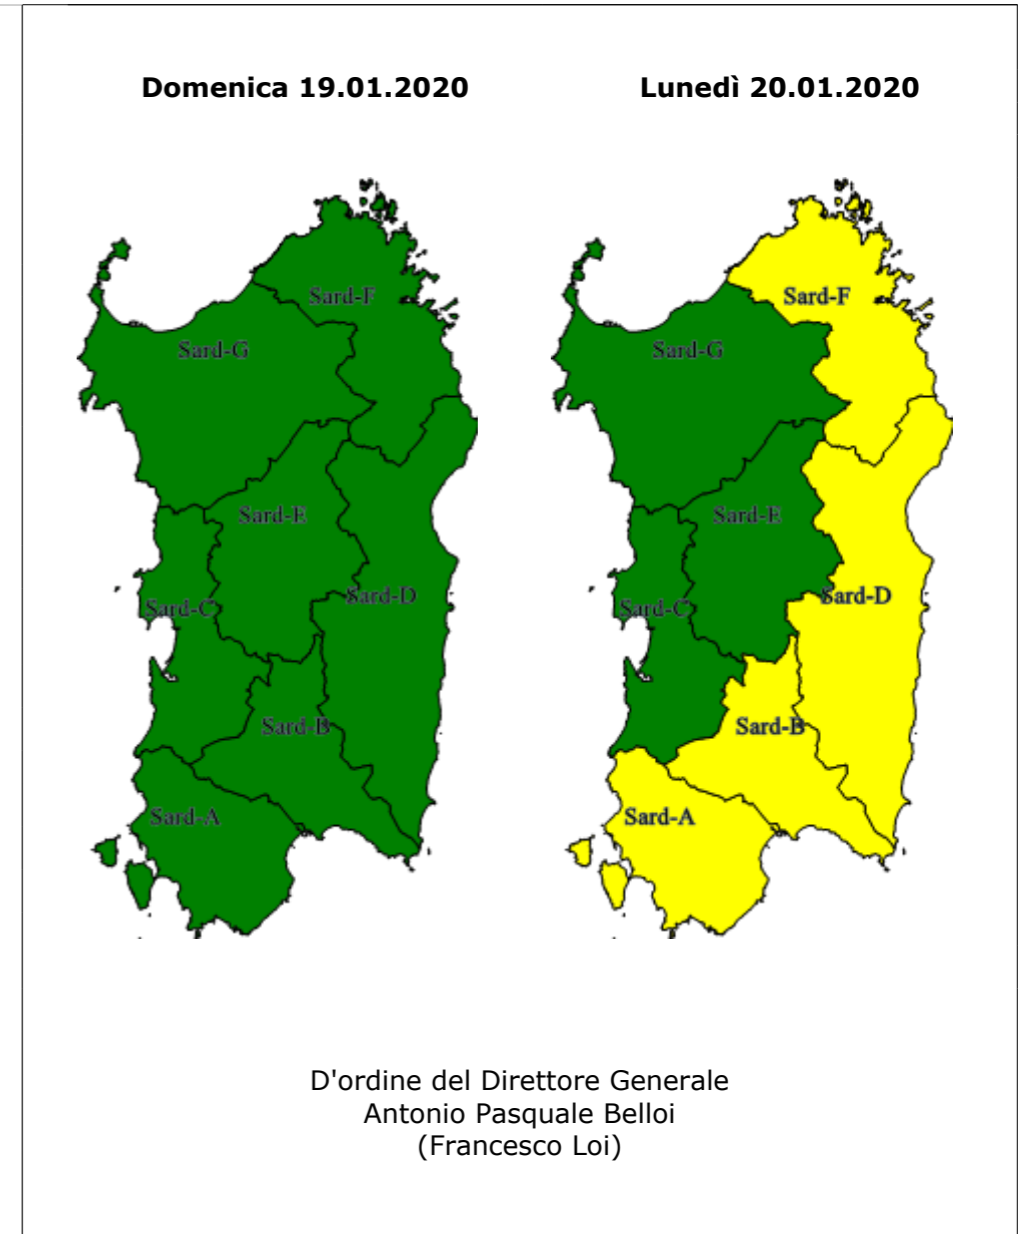 Domenica 19.01.2020
Lunedì 20.01.2020
Sard-F
Sard-G
Sard-E
Sard-D
Sard-C
Sard-B
Sard-A
Sard-F
Sard-G
Sard-E
Sard-D
Sard-C
Sard-B
Sard-A
D'ordine del Direttore Generale
Antonio Pasquale Belloi
(Francesco Loi)